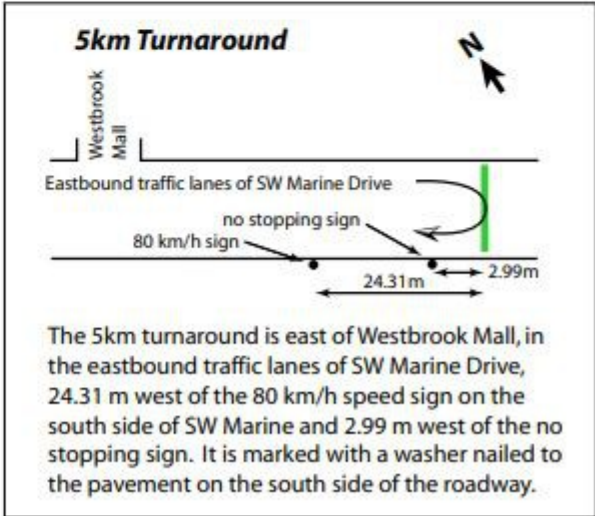 5km Turnaround
N
Westbrook
Mall
Eastbound traffic lanes of SW Marine Drive
no stopping sign
80 km/h sign
2.99m
24.31m
The 5km turnaround is east of Westbrook Mall, in
the eastbound traffic lanes of SW Marine Drive,
24.31 m west of the 80 km/h speed sign on the
south side of SW Marine and 2.99 m west of the no
stopping sign. It is marked with a washer nailed to
the pavement on the south side of the roadway.